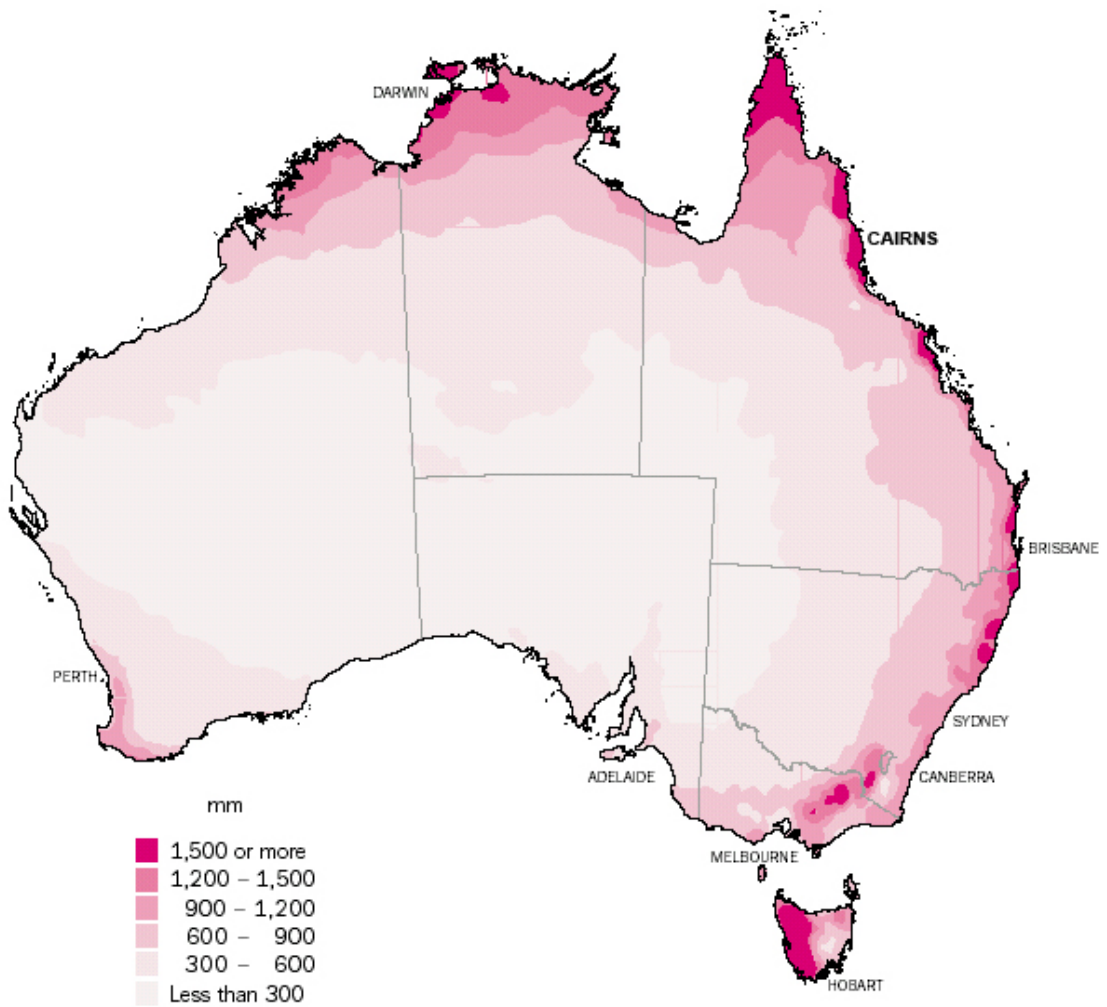 DARWIN
CAIRNS
BRISBANE
PERTH
SYDNEY
ADELAIDE
CANBERRA
mm
1,500 or more
MELBOURNE
1,200 – 1,500
900 – 1,200
600 – 900
300 – 600
HOBART
Less than 300